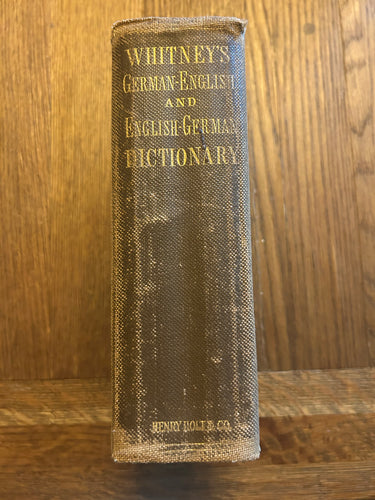 WHITNEY'S
GERMAN-ENGLISH
AND
ENGLISH-GERMAN
DICTIONARY
HENRY HOLT & CO.